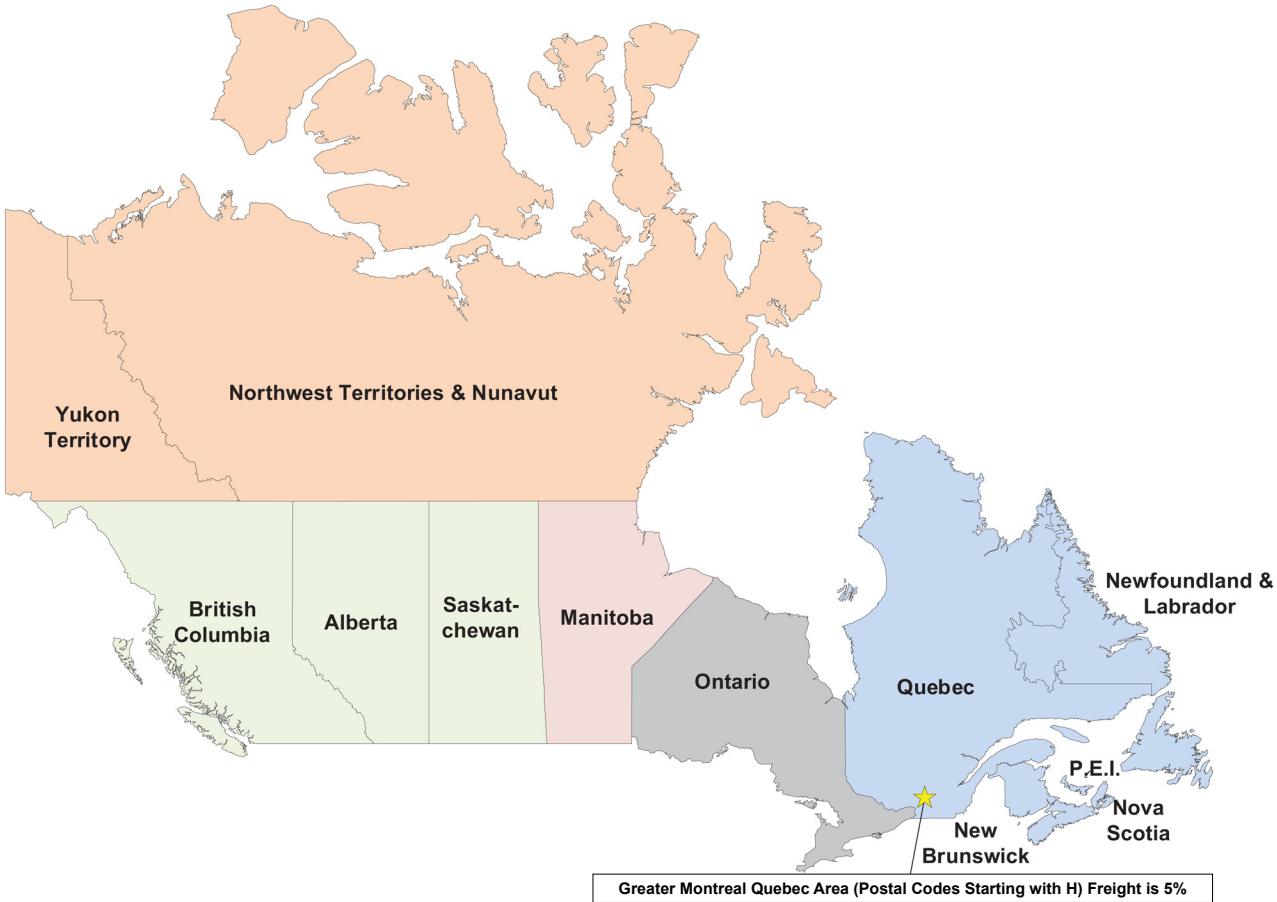 Northwest Territories & Nunavut
Yukon
Territory
British
Columbia
Alberta
Saskat-
chewan
Manitoba
Ontario
Quebec
Newfoundland &
Labrador
P.E.I.
Nova
Scotia
New
Brunswick
Greater Montreal Quebec Area (Postal Codes Starting with H) Freight is 5%